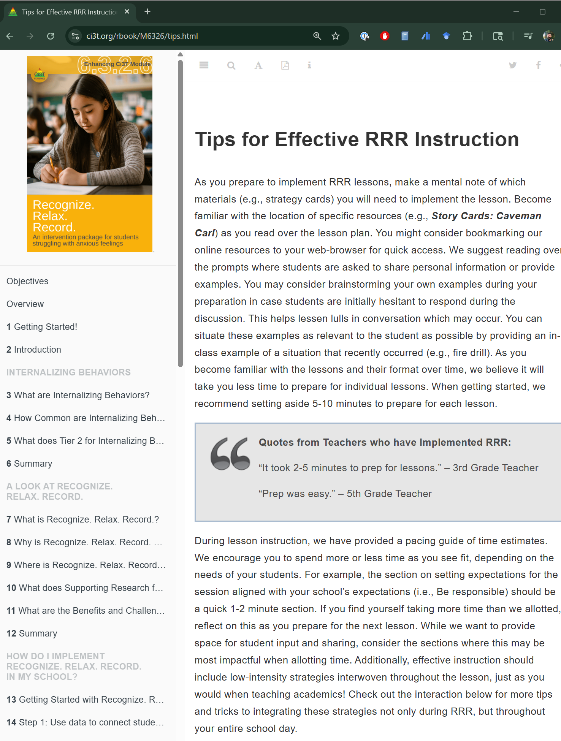 Tips for Effective RRR Instructio
ci3t.org/rbook/M6326/tips.html
6.3.2.6
Enhancing Ci3T Module
Recognize.
Relax.
Record.
An intervention package for students
struggling with anxious feelings
Objectives
Overview
1 Getting Started!
2 Introduction
INTERNALIZING BEHAVIORS
3 What are Internalizing Behaviors?
4 How Common are Internalizing Beh...
5 What does Tier 2 for Internalizing B...
6 Summary
A LOOK AT RECOGNIZE.
RELAX. RECORD.
7 What is Recognize. Relax. Record.?
8 Why is Recognize. Relax. Record. ...
9 Where is Recognize. Relax. Record...
10 What does Supporting Research f...
11 What are the Benefits and Challen...
12 Summary
HOW DO I IMPLEMENT
RECOGNIZE. RELAX. RECORD.
IN MY SCHOOL?
13 Getting Started with Recognize. R...
14 Step 1: Use data to connect stude...
Tips for Effective RRR Instruction
As you prepare to implement RRR lessons, make a mental note of which
materials (e.g., strategy cards) you will need to implement the lesson. Become
familiar with the location of specific resources (e.g., Story Cards: Caveman
Carl) as you read over the lesson plan. You might consider bookmarking our
online resources to your web-browser for quick access. We suggest reading over
the prompts where students are asked to share personal information or provide
examples. You may consider brainstorming your own examples during your
preparation in case students are initially hesitant to respond during the
discussion. This helps lessen lulls in conversation which may occur. You can
situate these examples as relevant to the student as possible by providing an in-
class example of a situation that recently occurred (e.g., fire drill). As you
become familiar with the lessons and their format over time, we believe it will
take you less time to prepare for individual lessons. When getting started, we
recommend setting aside 5-10 minutes to prepare for each lesson.
Quotes from Teachers who have Implemented RRR:
“It took 2-5 minutes to prep for lessons.” – 3rd Grade Teacher
“Prep was easy.” – 5th Grade Teacher
During lesson instruction, we have provided a pacing guide of time estimates.
We encourage you to spend more or less time as you see fit, depending on the
needs of your students. For example, the section on setting expectations for the
session aligned with your school’s expectations (i.e., Be responsible) should be
a quick 1-2 minute section. If you find yourself taking more time than we allotted,
reflect on this as you prepare for the next lesson. While we want to provide
space for student input and sharing, consider the sections where this may be
most impactful when allotting time. Additionally, effective instruction should
include low-intensity strategies interwoven throughout the lesson, just as you
would when teaching academics! Check out the interaction below for more tips
and tricks to integrating these strategies not only during RRR, but throughout
your entire school day.